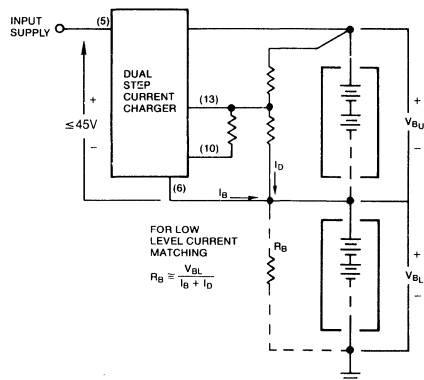 INPUT
SUPPLY
(5)
DUAL
STEP
CURRENT
CHARGER
(13)
(10)
(6)
+
≤45V
−
I_D
I_B
+
V_BU
−
FOR LOW
LEVEL CURRENT
MATCHING
R_B ≅ V_BL / I_B + I_D
R_B
+
V_BL
−